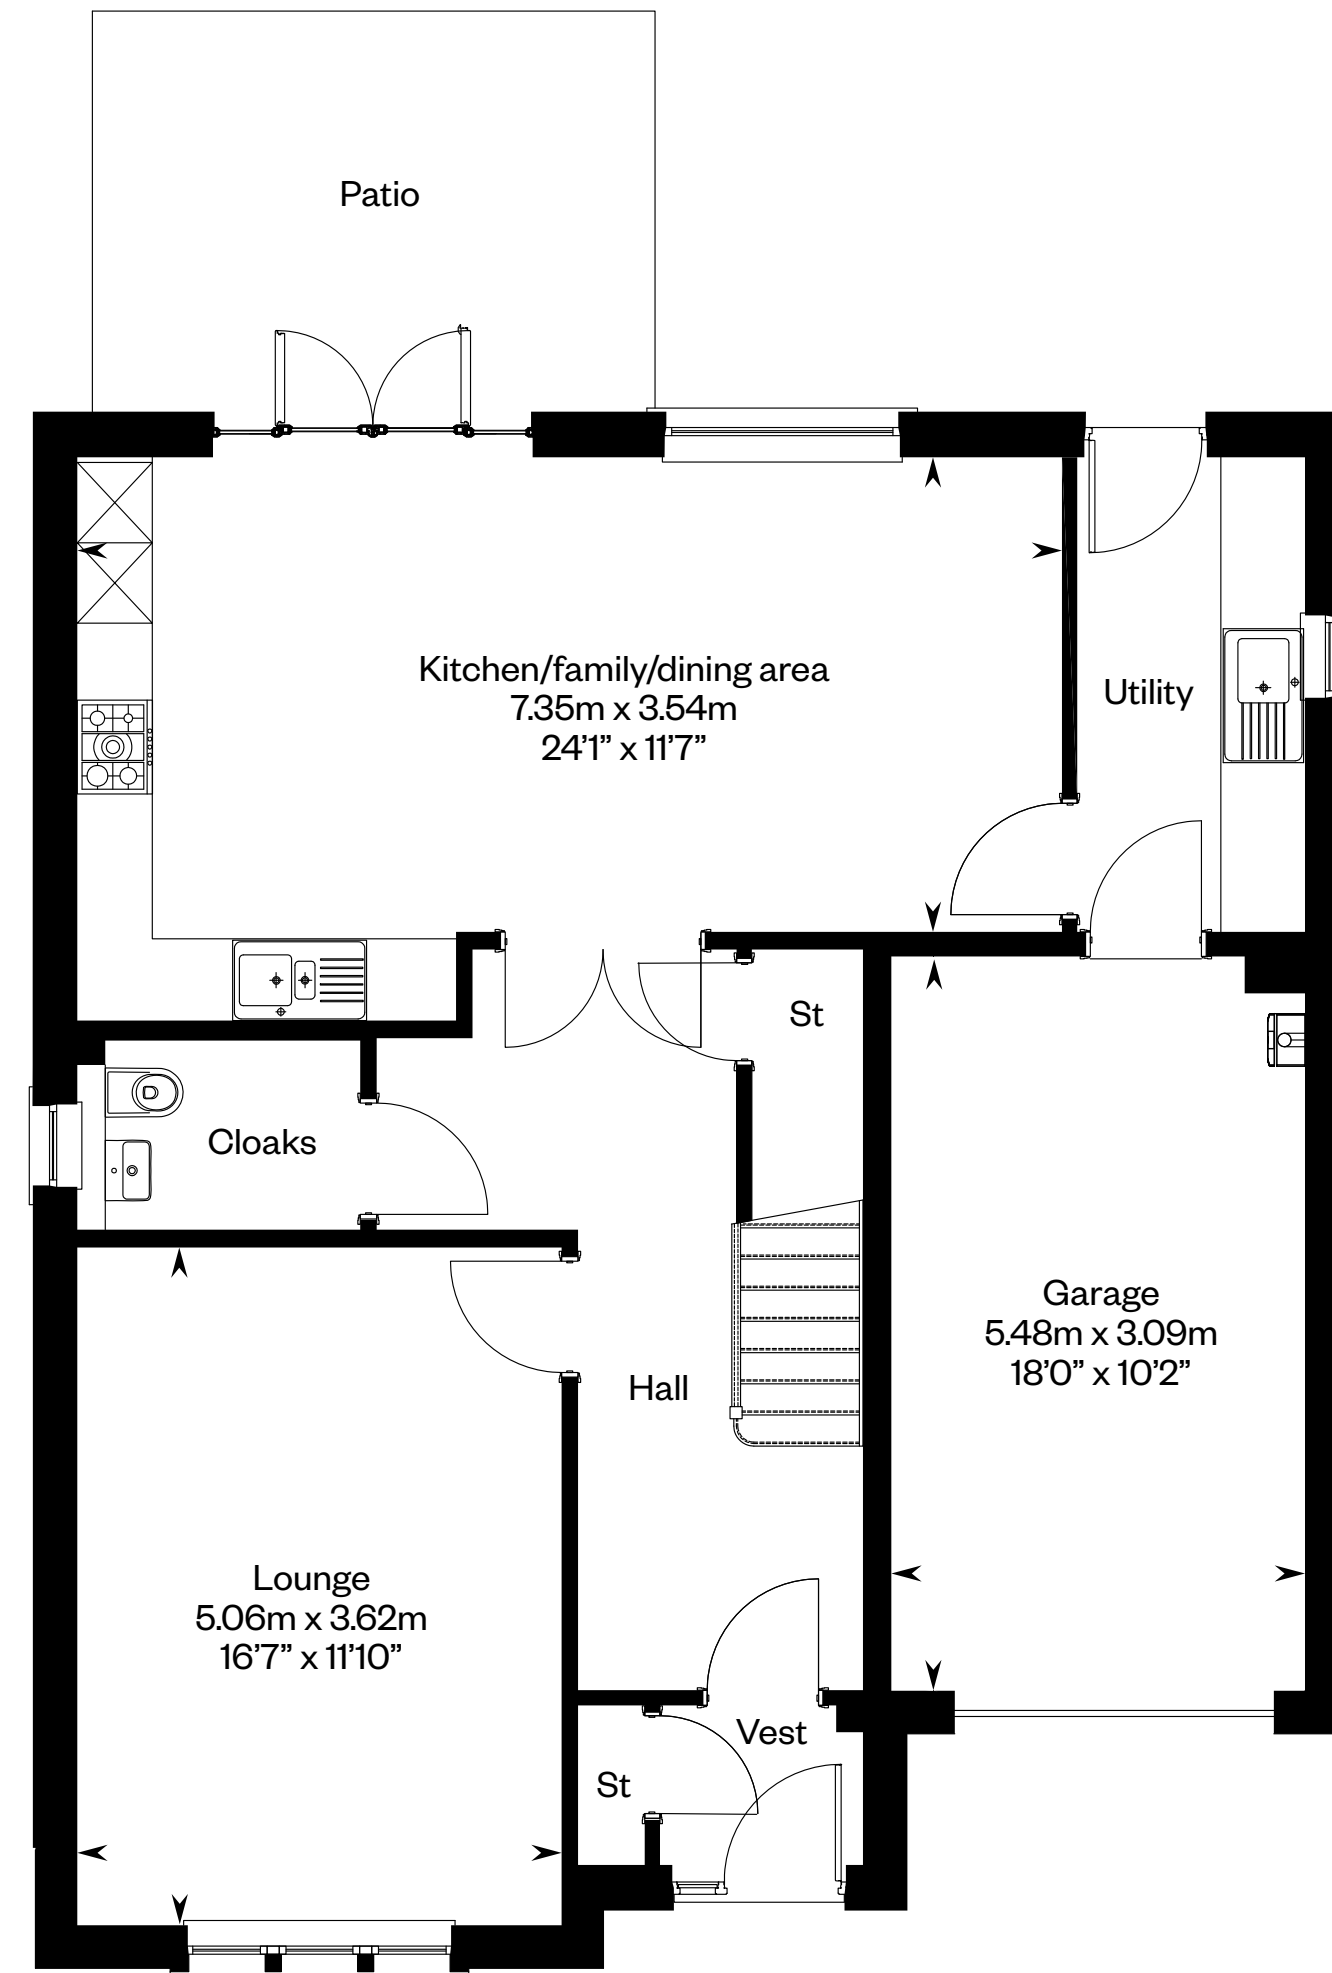 Patio
Kitchen/family/dining area
7.35m x 3.54m
24'1” x 11'7”
Utility
St
Cloaks
Garage
5.48m x 3.09m
18'0” x 10'2”
Hall
Lounge
5.06m x 3.62m
16'7” x 11'10”
Vest
St